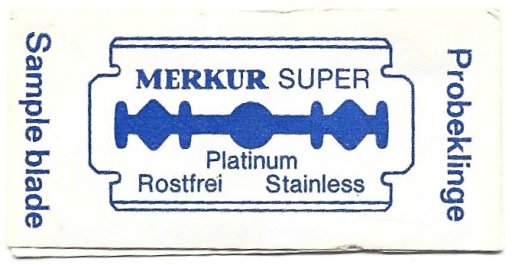 Sample blade
MERKUR SUPER
Platinum
Rostfrei Stainless
Probeklinge